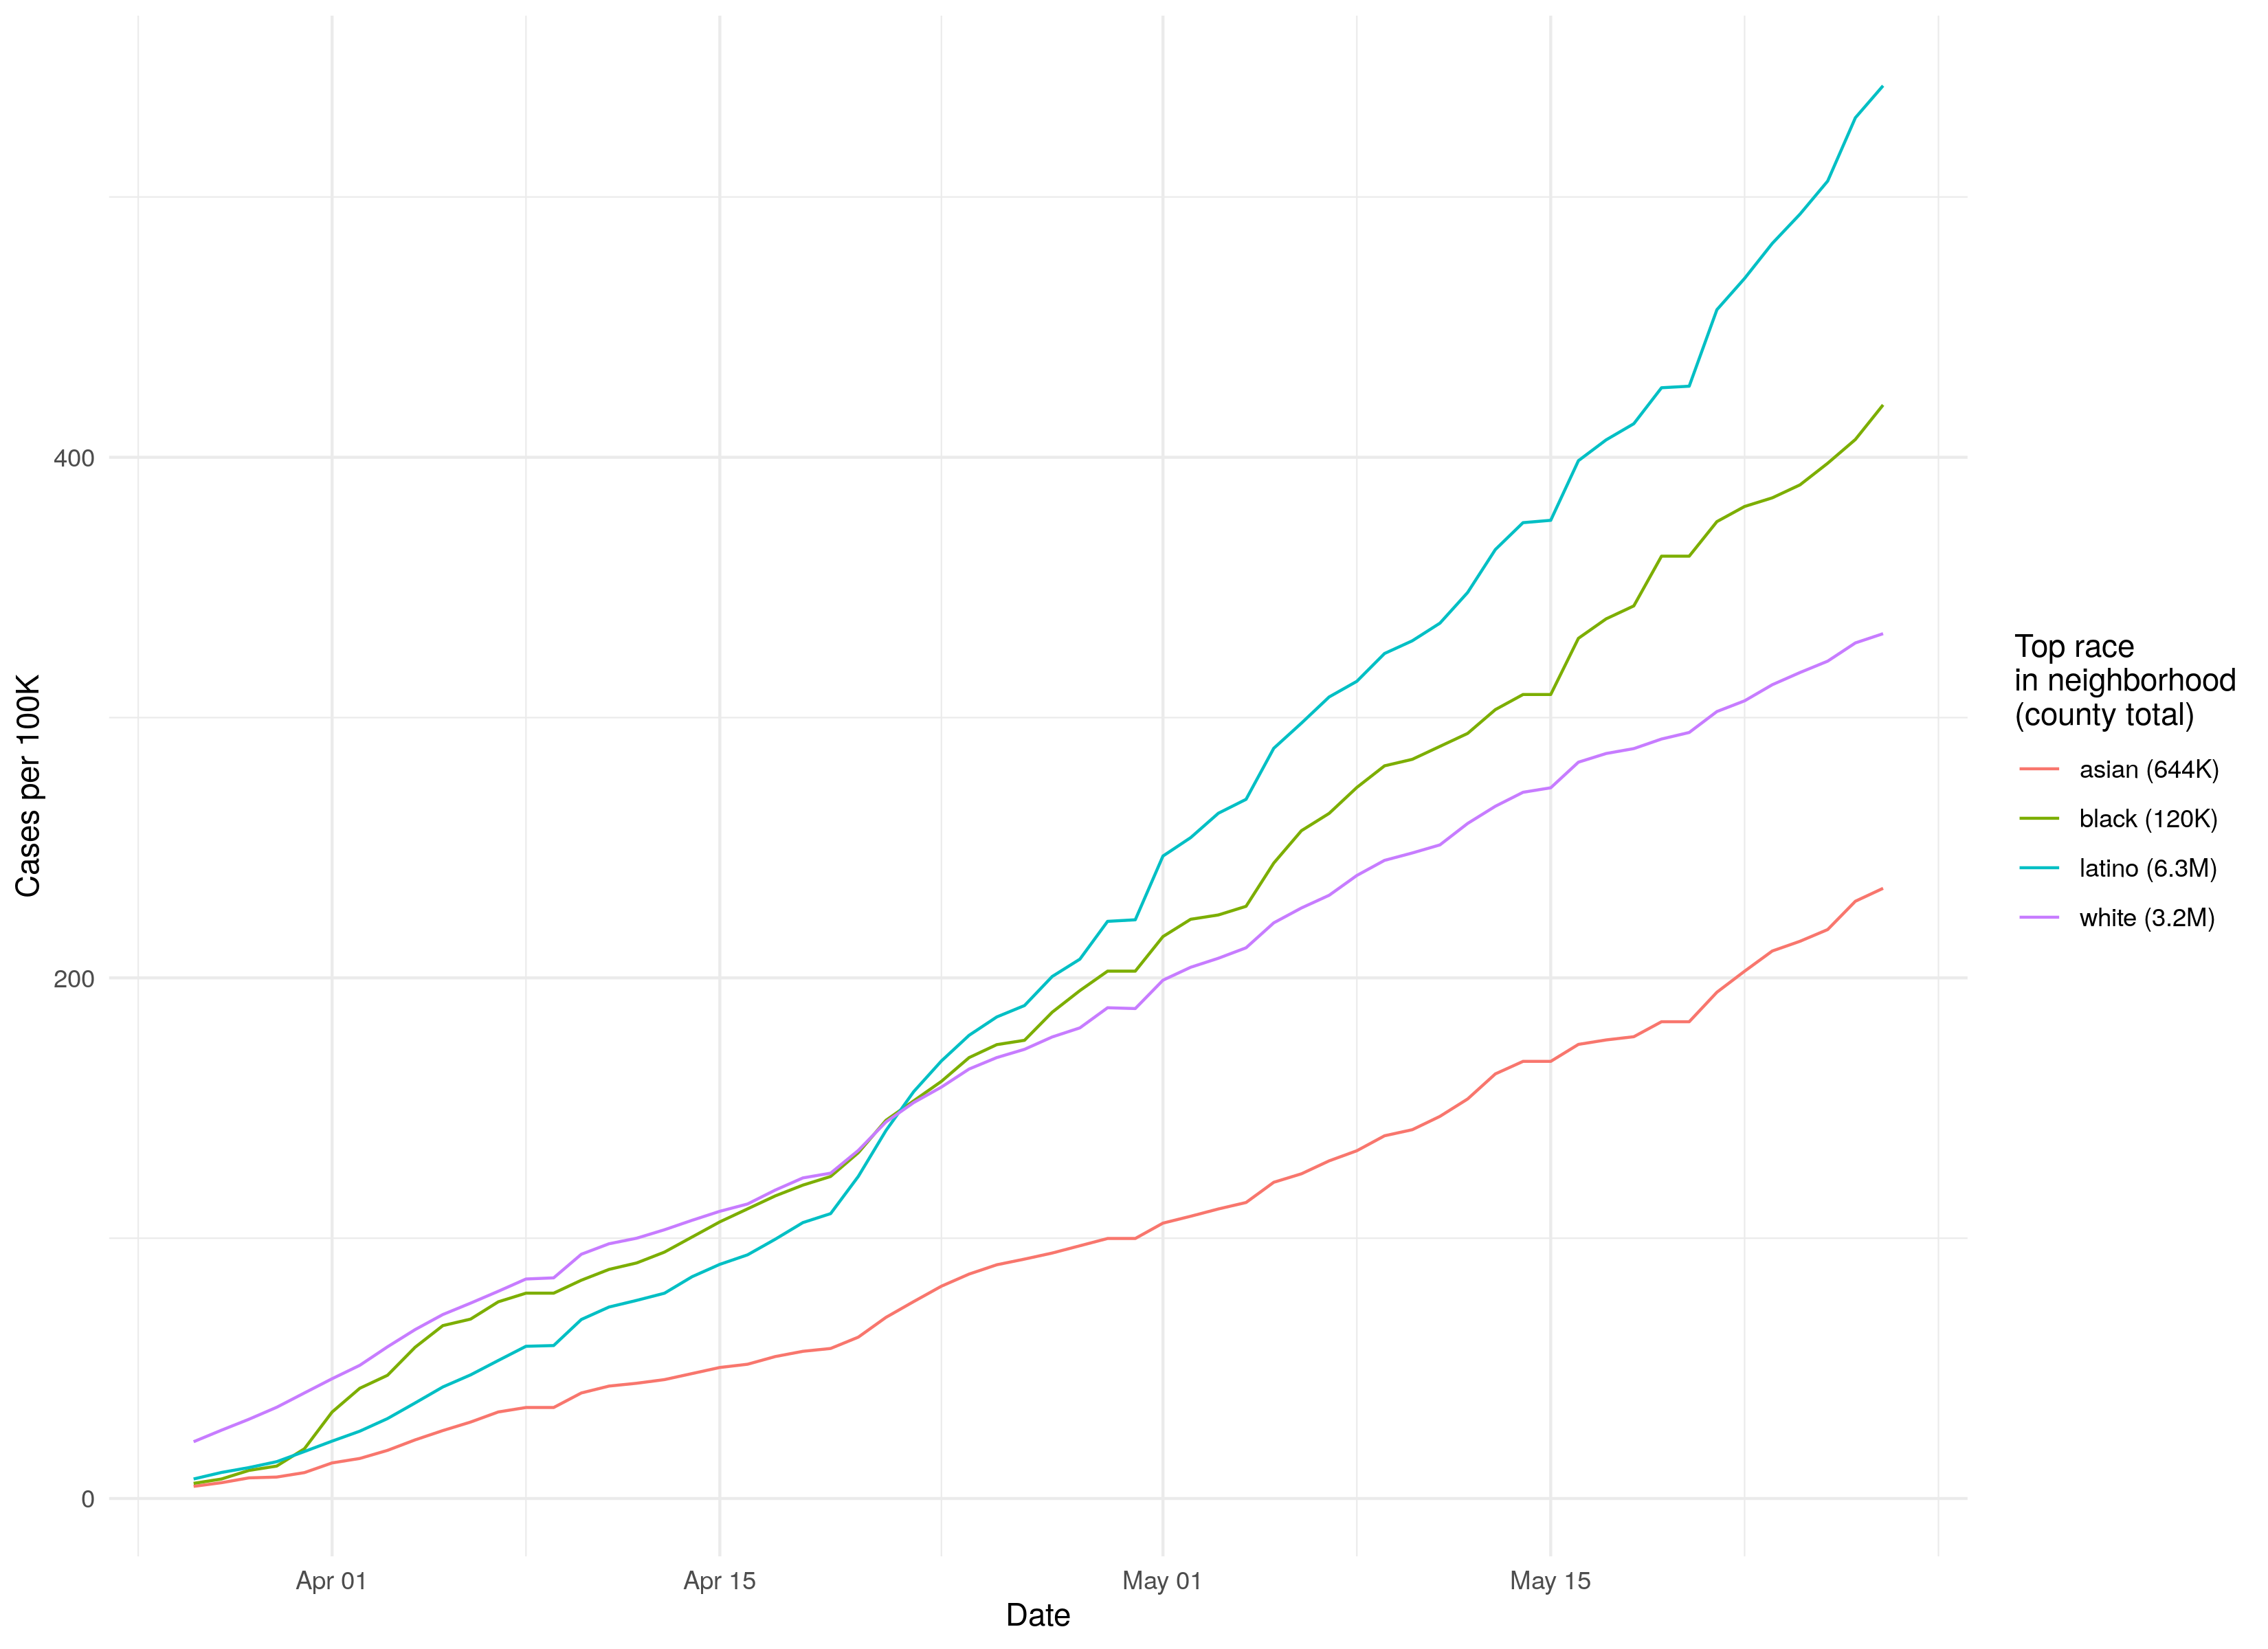 Cases per 100K
400
200
0
Apr 01
Apr 15
May 01
May 15
Date
Top race
in neighborhood
(county total)
asian (644K)
black (120K)
latino (6.3M)
white (3.2M)